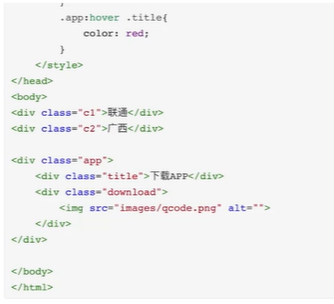 }
.app:hover .title{
color: red;
}
</style>
</head>
<body>
<div class="c1">联通</div>
<div class="c2">广西</div>
<div class="app">
<div class="title">下载APP</div>
<div class="download">
<img src="images/qcode.png" alt="">
</div>
</div>
</body>
</html>